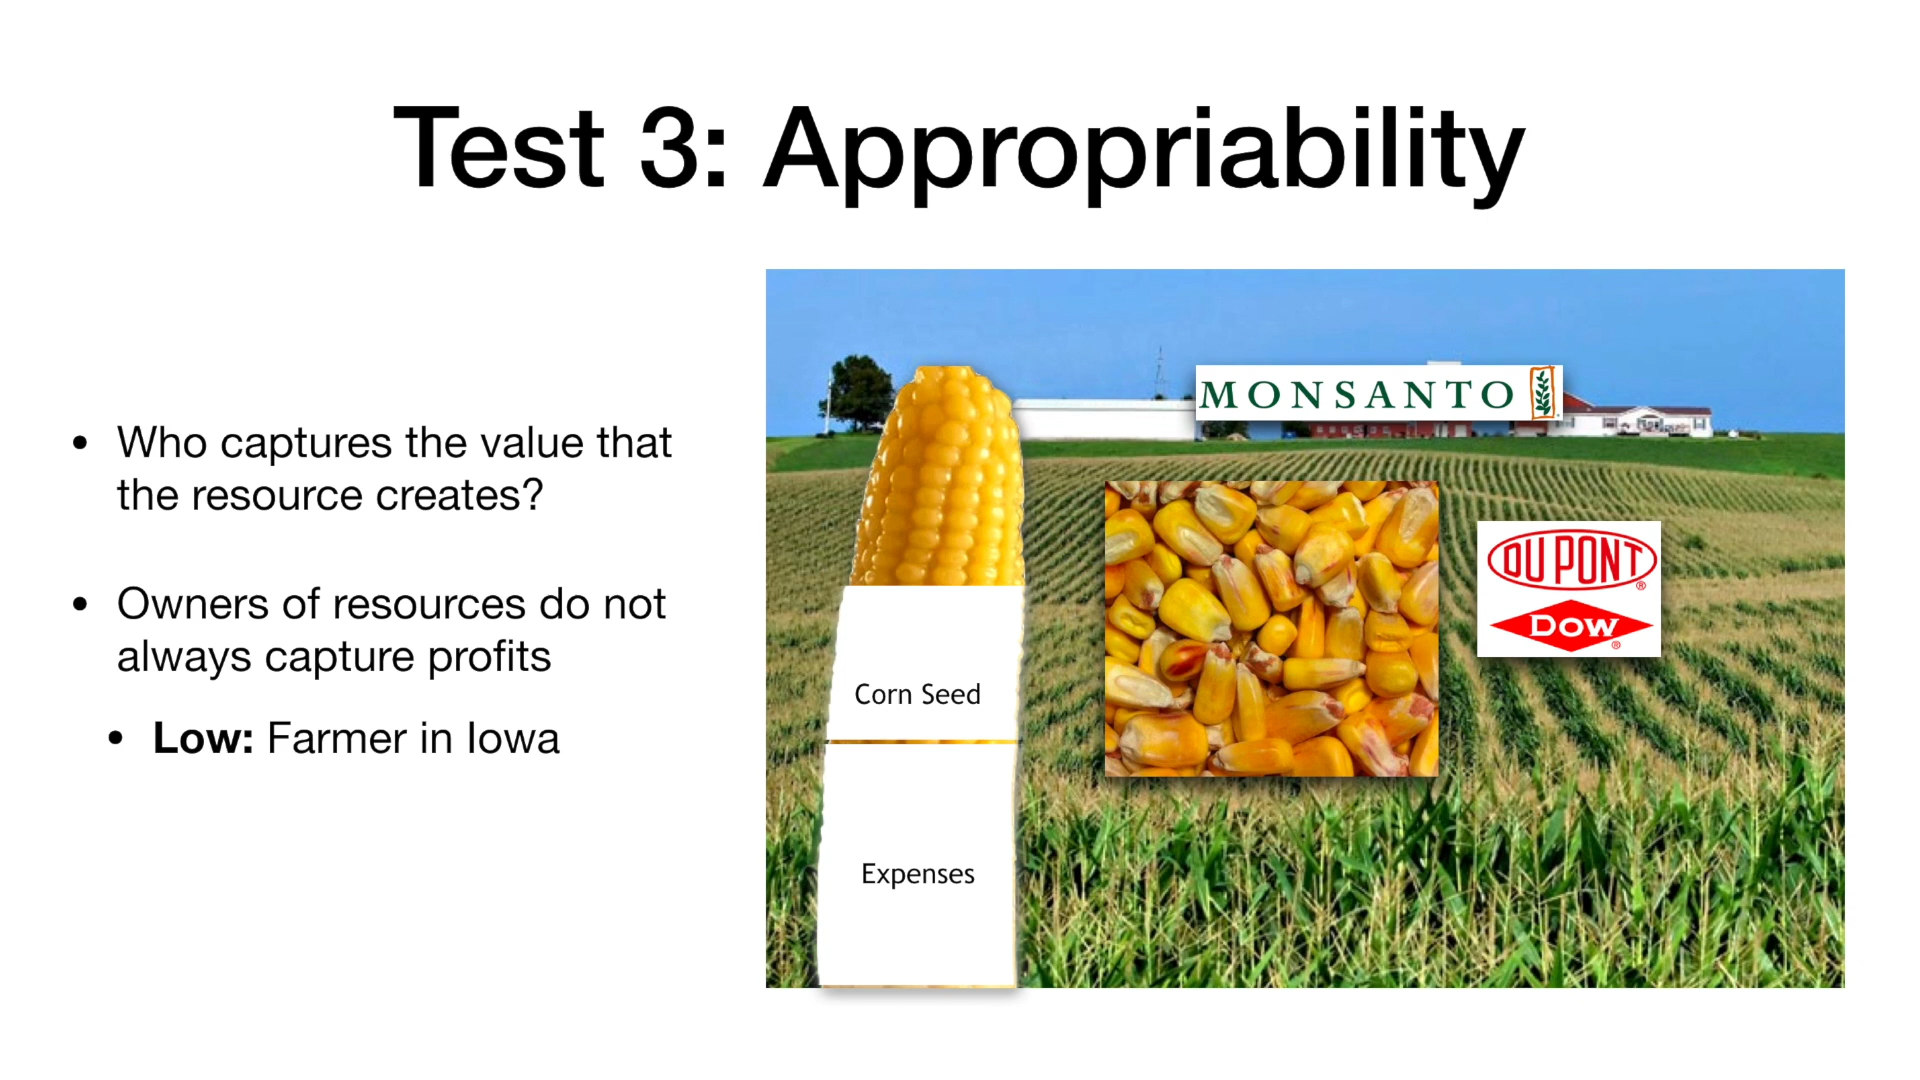 Test 3: Appropriability
• Who captures the value that
the resource creates?
• Owners of resources do not
always capture profits
• Low: Farmer in Iowa
MONSANTO
DU PONT
®
DOW
®
Corn Seed
Expenses